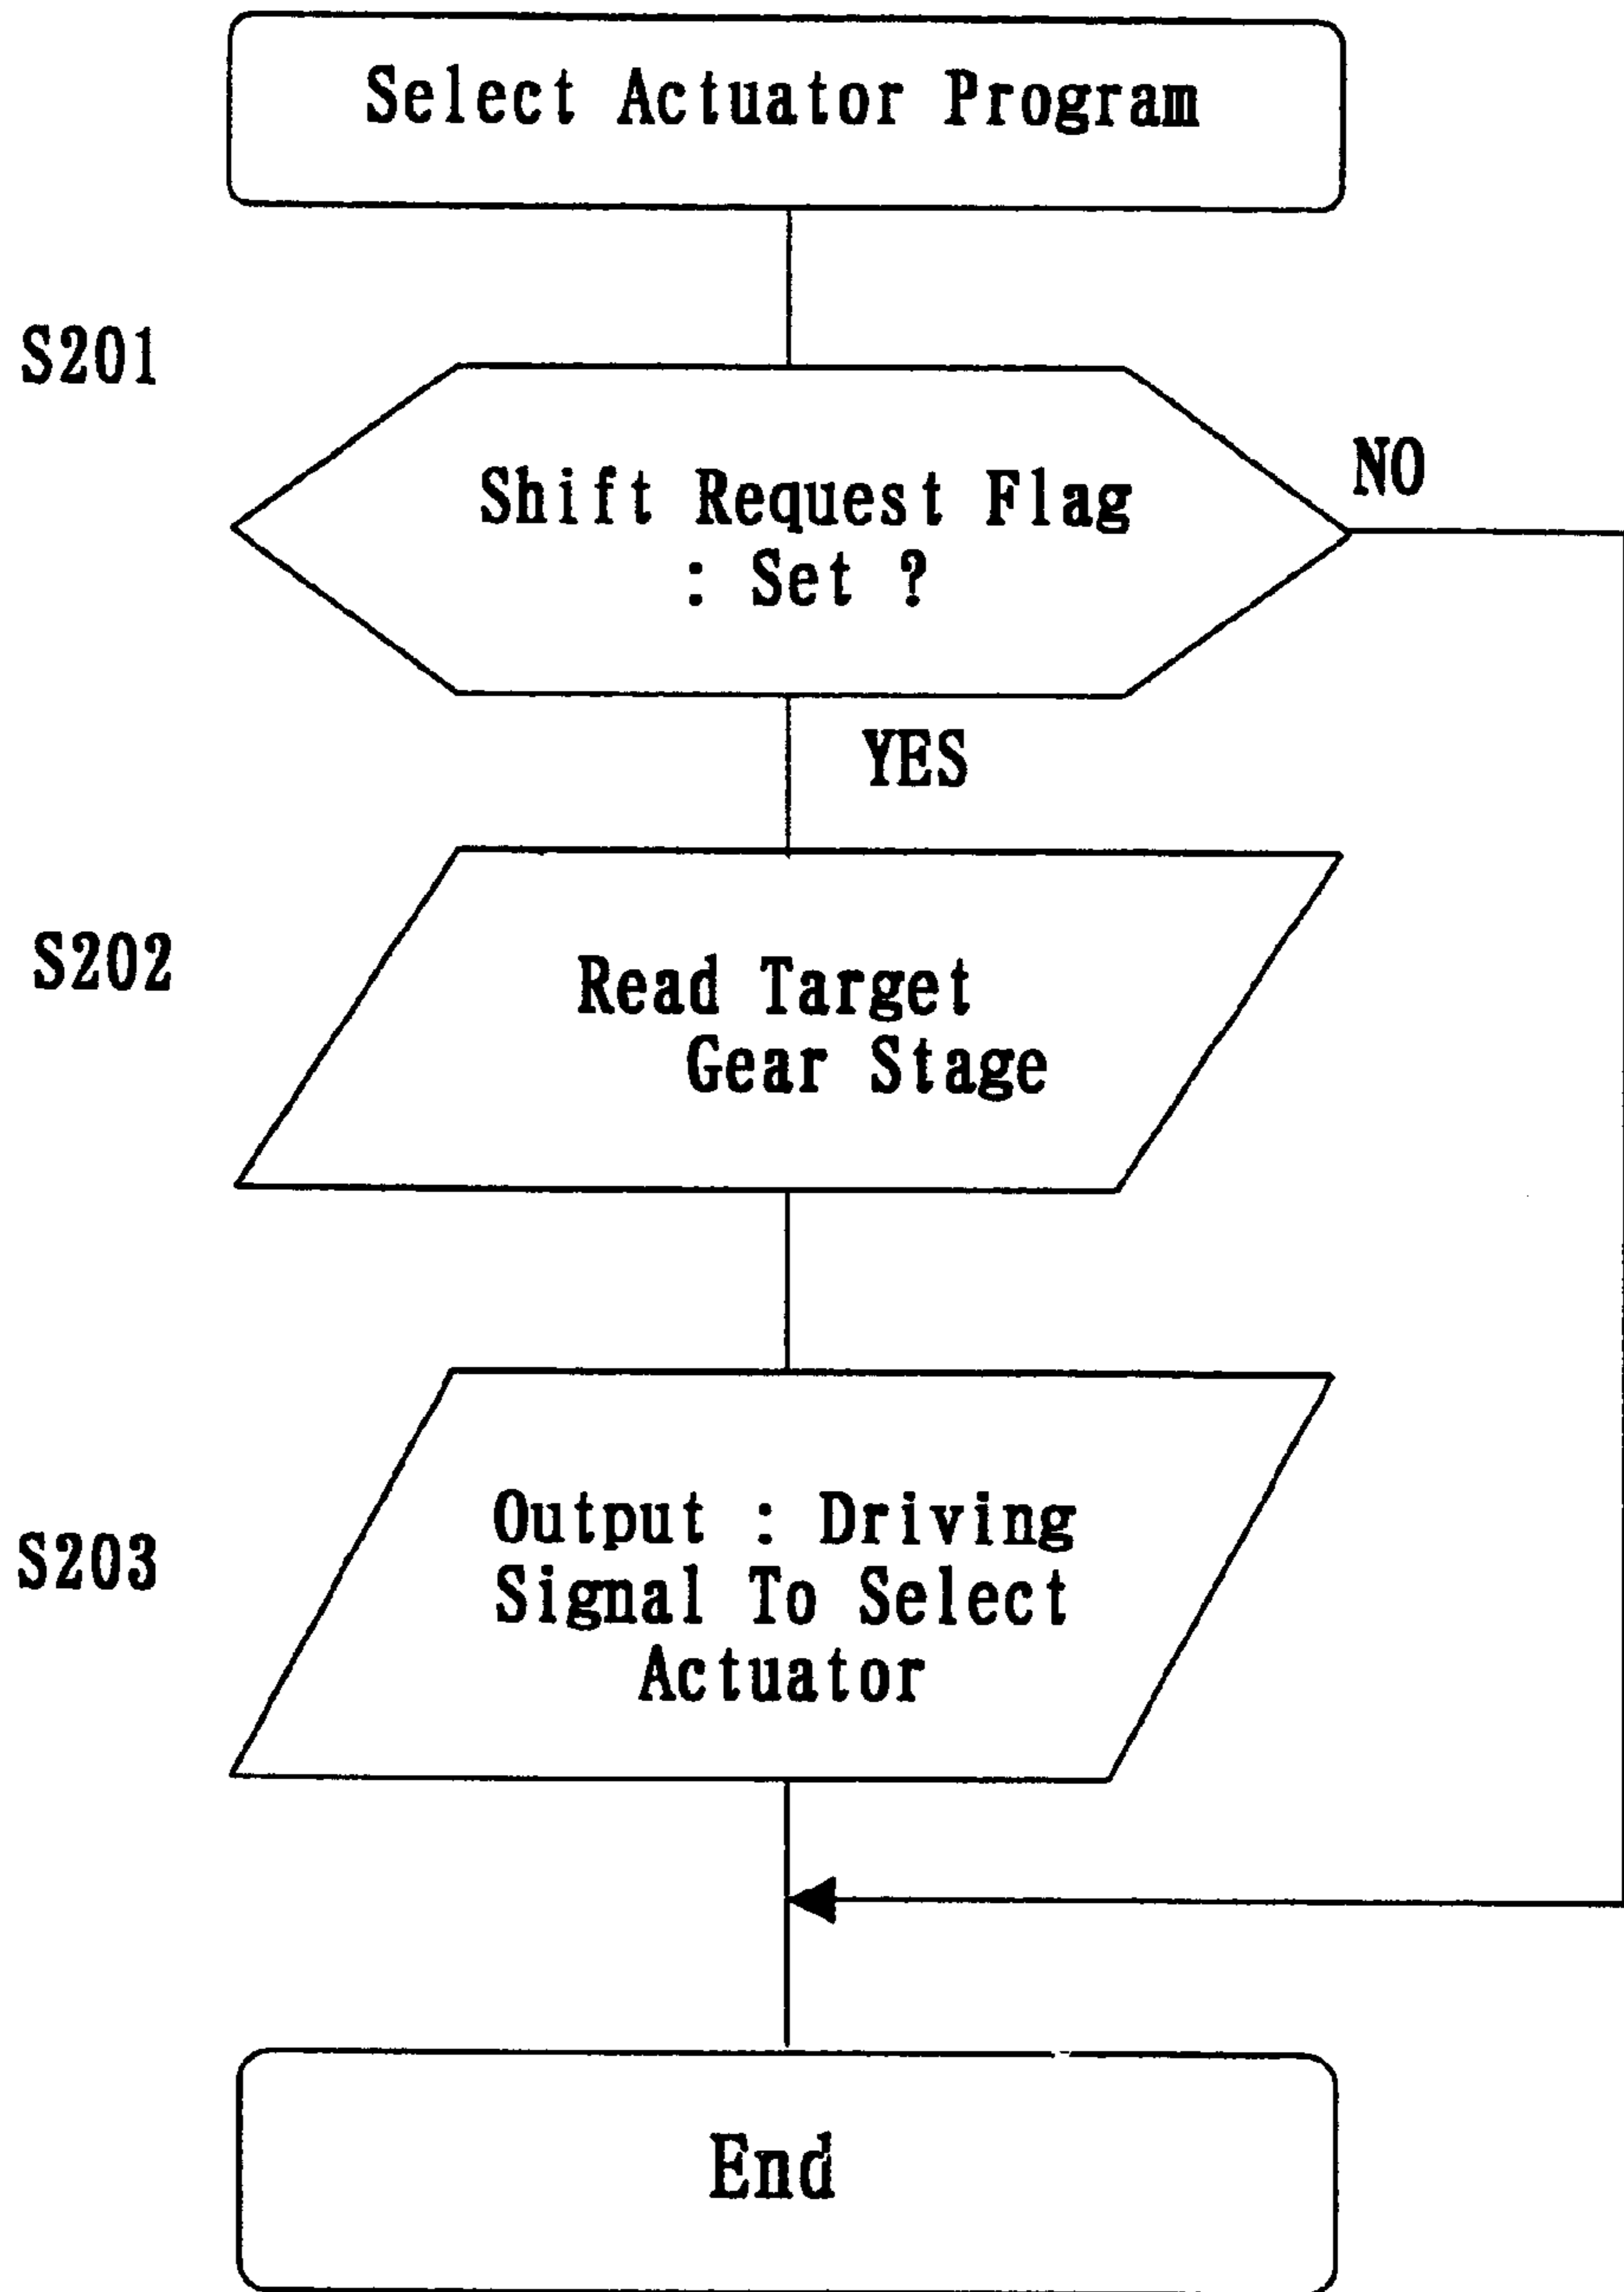 Select Actuator Program
S201
Shift Request Flag
: Set ?
NO
YES
S202
Read Target
Gear Stage
S203
Output : Driving
Signal To Select
Actuator
End